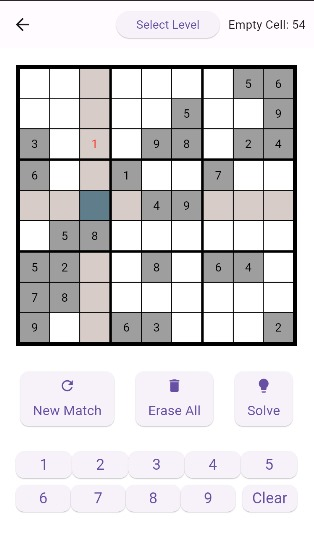 Select Level Empty Cell: 54
5 6
5 9
3 1 9 8 2 4
6 1 7
4 9
5 8
5 2 8 6 4
7 8
9 6 3 2
New Match Erase All Solve
1 2 3 4 5
6 7 8 9 Clear